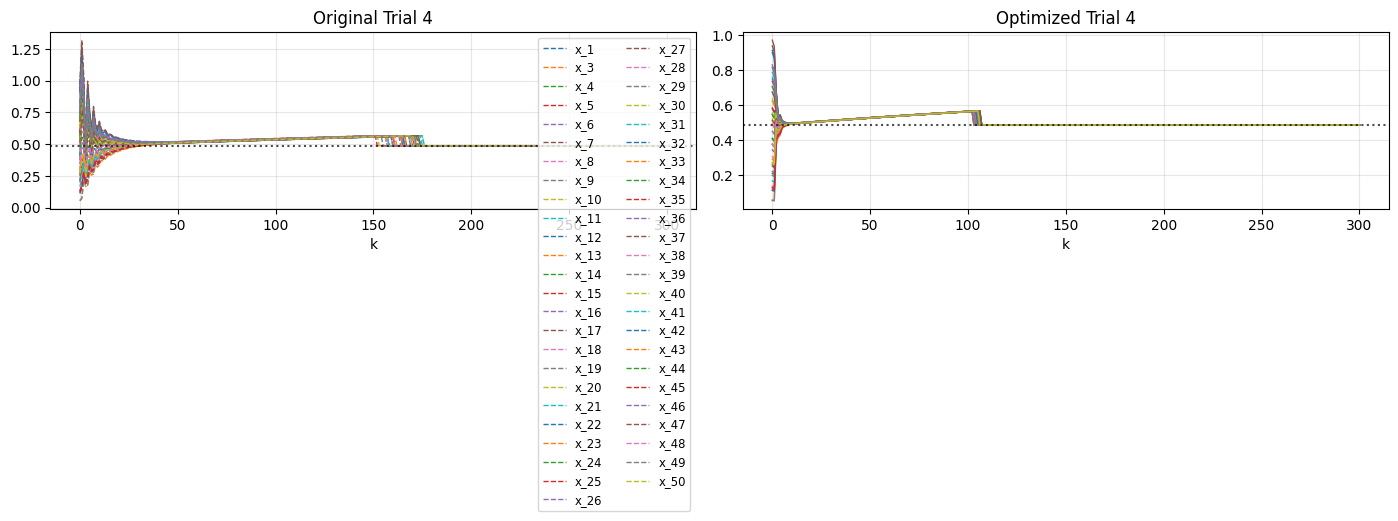 Original Trial 4
1.25
1.00
0.75
0.50
0.25
0.00
0
50
100
150
200
250
300
k
x_1
x_3
x_4
x_5
x_6
x_7
x_8
x_9
x_10
x_11
x_12
x_13
x_14
x_15
x_16
x_17
x_18
x_19
x_20
x_21
x_22
x_23
x_24
x_25
x_26
x_27
x_28
x_29
x_30
x_31
x_32
x_33
x_34
x_35
x_36
x_37
x_38
x_39
x_40
x_41
x_42
x_43
x_44
x_45
x_46
x_47
x_48
x_49
x_50
Optimized Trial 4
1.0
0.8
0.6
0.4
0.2
0
50
100
150
200
250
300
k